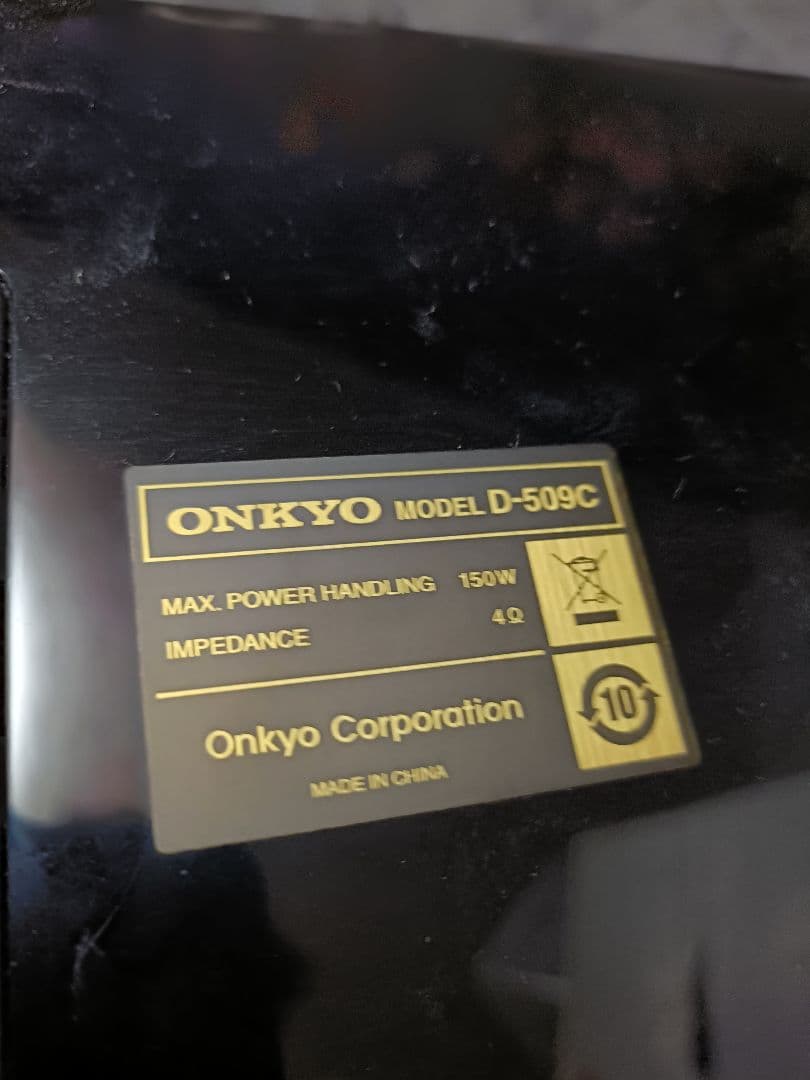 ONKYO MODEL D-509C
MAX. POWER HANDLING 150W
IMPEDANCE 4Ω
Onkyo Corporation
MADE IN CHINA
10